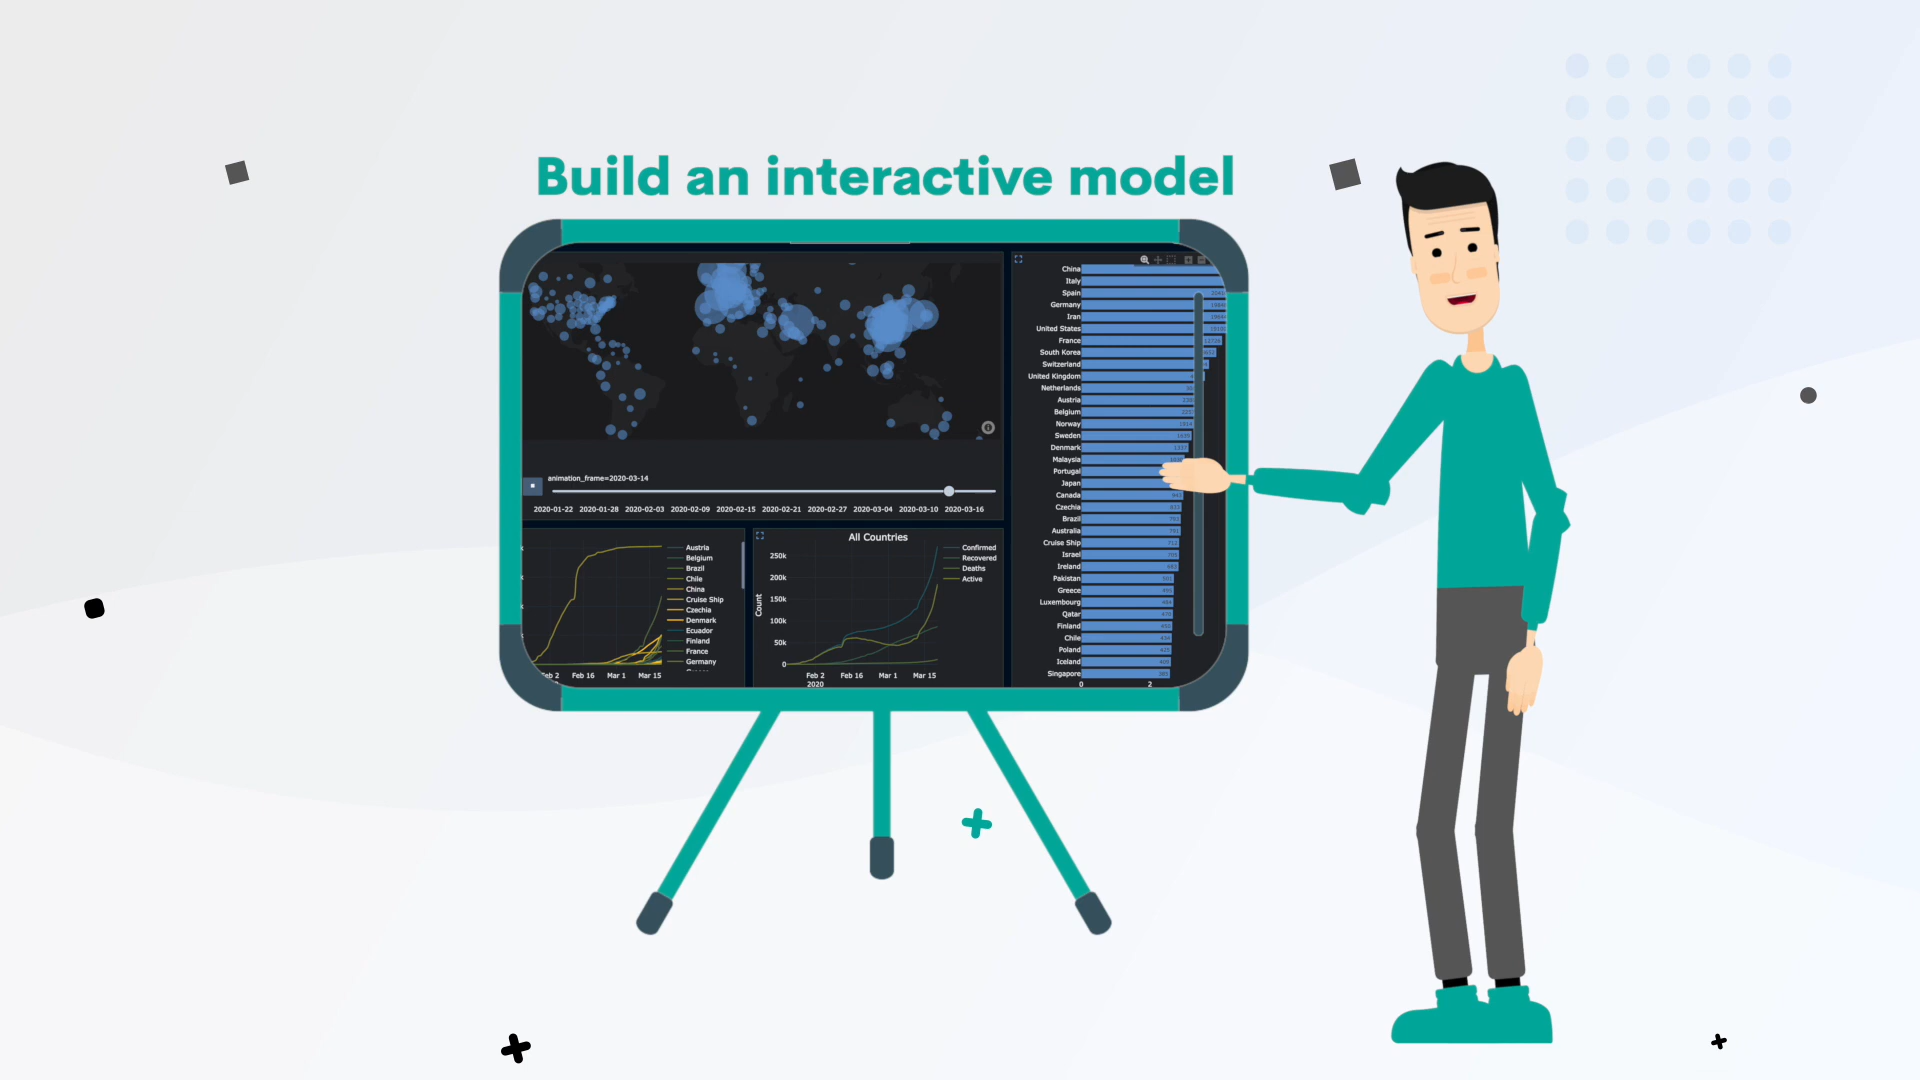 Build an interactive model
animation_frame=2020-03-14
2020-01-22 2020-01-28 2020-02-03 2020-02-09 2020-02-15 2020-02-21 2020-02-27 2020-03-04 2020-03-10 2020-03-16
Austria
Belgium
Brazil
Chile
China
Cruise Ship
Czechia
Denmark
Ecuador
Finland
France
Germany
Feb 16 Mar 1 Mar 15
All Countries
Count
250k
200k
150k
100k
50k
0
Feb 2 Feb 16 Mar 1 Mar 15
2020
Confirmed
Recovered
Deaths
Active
China
Italy
Spain
Germany
Iran
United States
France
South Korea
Switzerland
United Kingdom
Netherlands
Austria
Belgium
Norway
Sweden
Denmark
Malaysia
Portugal
Japan
Canada
Czechia
Brazil
Australia
Cruise Ship
Israel
Ireland
Pakistan
Greece
Luxembourg
Qatar
Finland
Chile
Poland
Iceland
Singapore
0 2